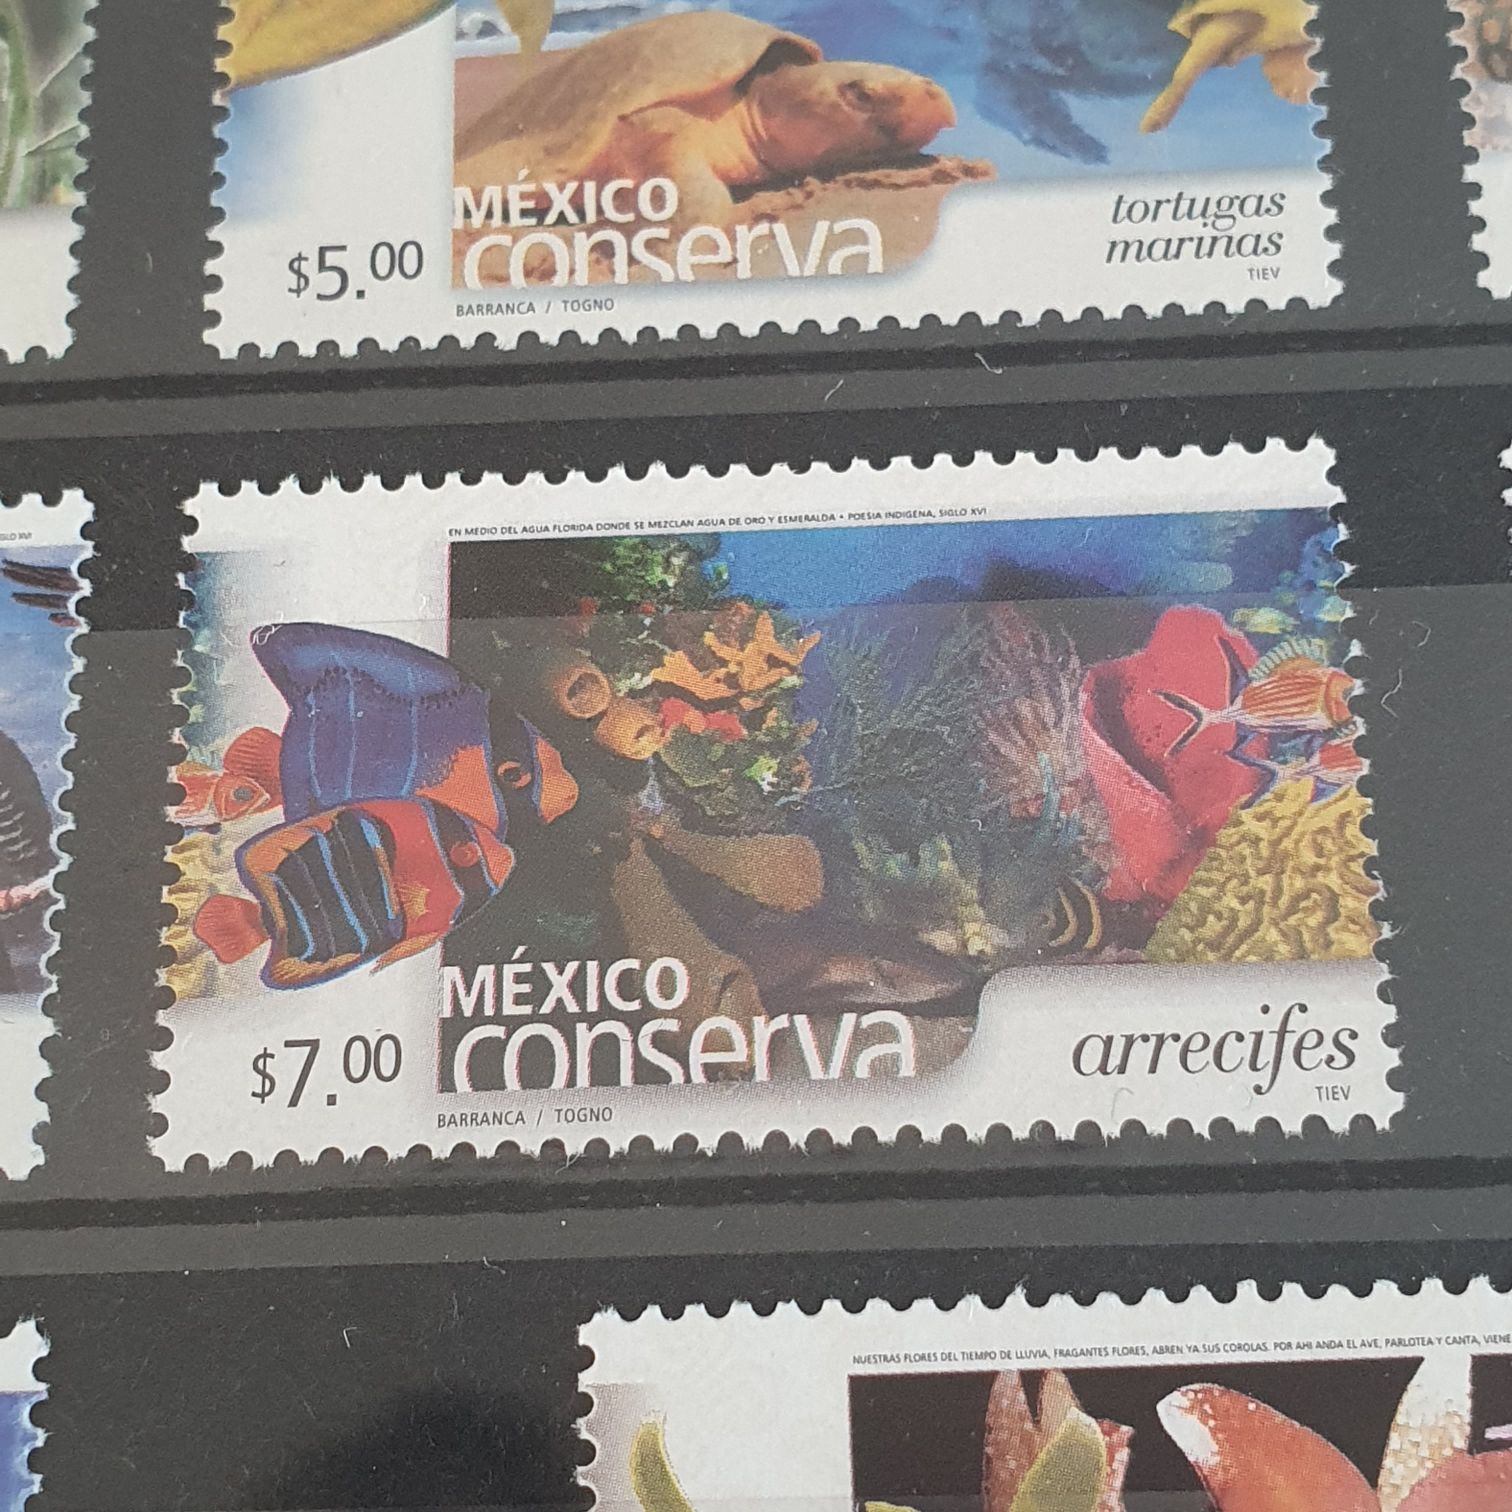 MÉXICO
conserva
$5.00
tortugas
marinas
TIEV
BARRANCA / TOGNO
EN MEDIO DEL AGUA FLORIDA DONDE SE MEZCLAN AGUA DE ORO Y ESMERALDA • POESIA INDIGENA, SIGLO XVI
MÉXICO
conserva
$7.00
arrecifes
TIEV
BARRANCA / TOGNO
NUESTRAS FLORES DEL TIEMPO DE LLUVIA, FRAGANTES FLORES, ABREN YA SUS COROLAS. POR AHI ANDA EL AVE, PARLOTEA Y CANTA, VIENE